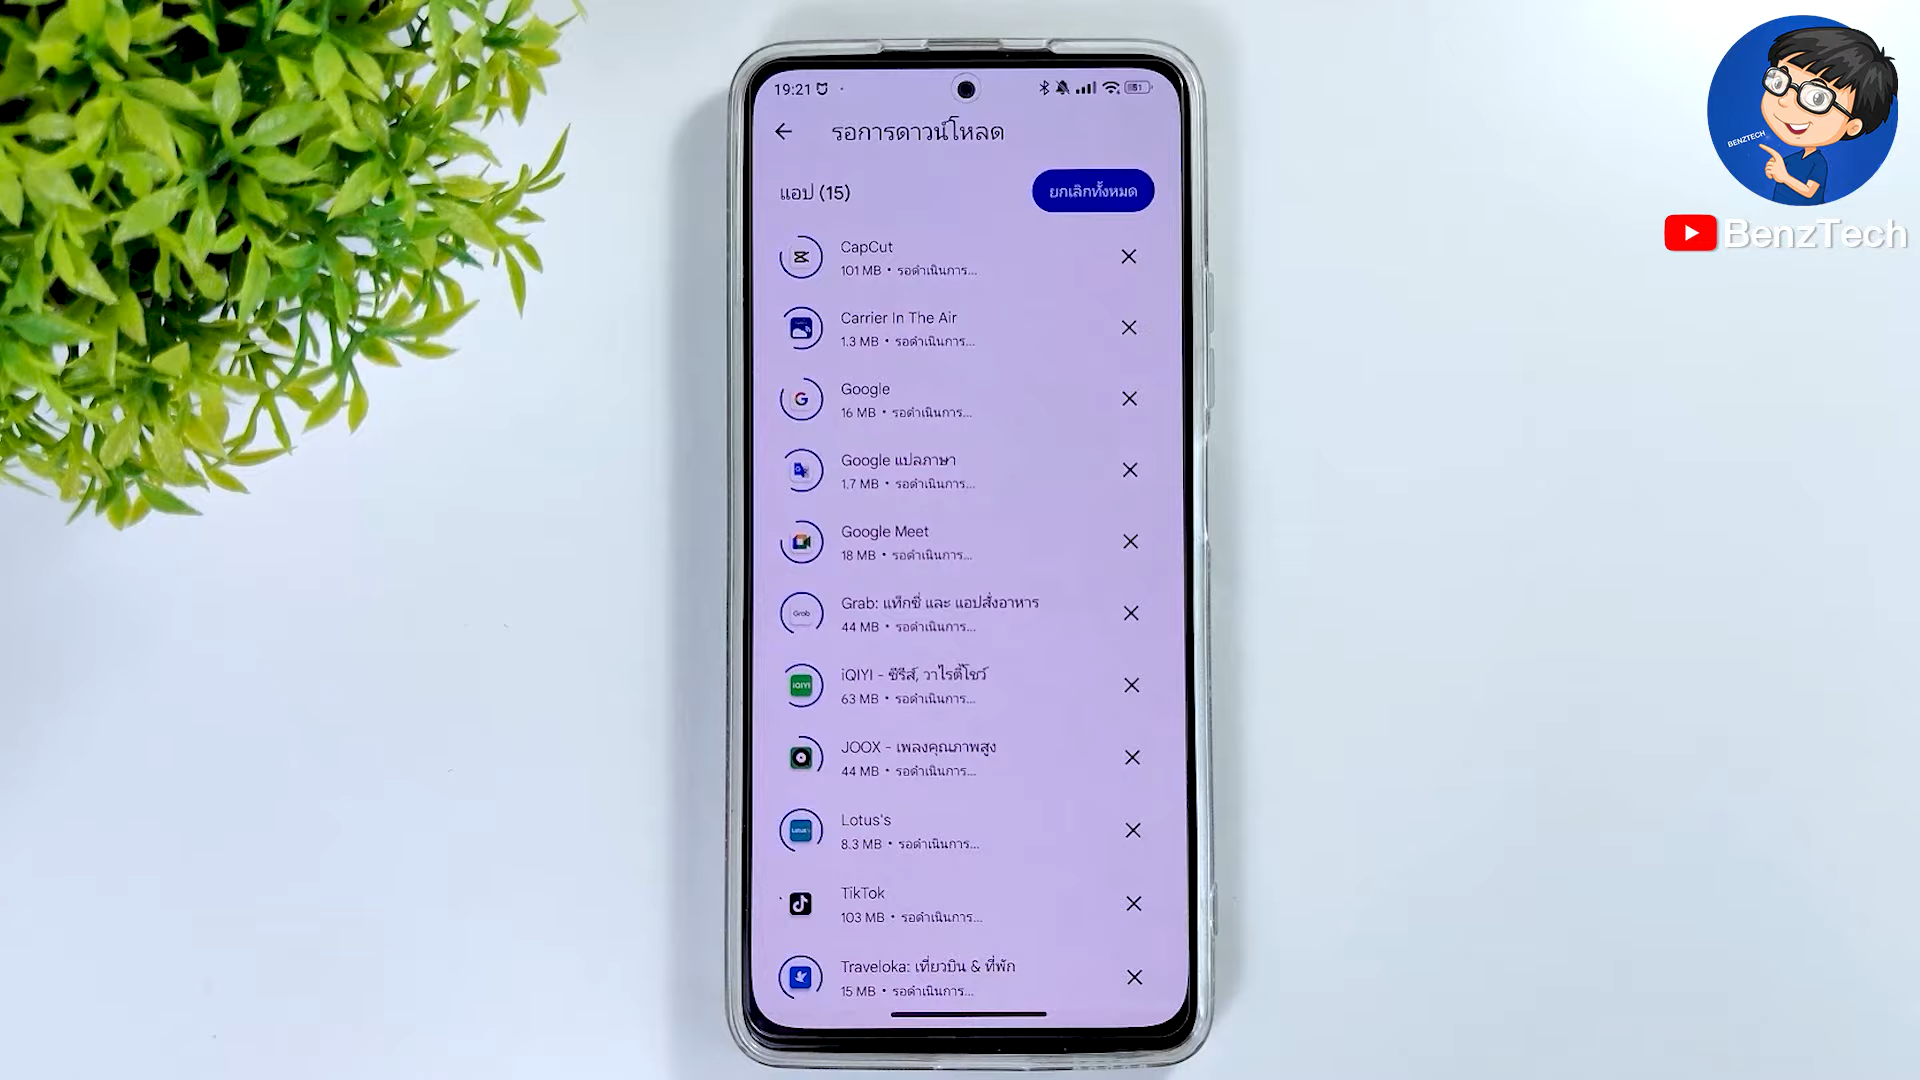 19:21
51
รอการดาวน์โหลด
แอป (15)
ยกเลิกทั้งหมด
CapCut
101 MB • รอดำเนินการ...
Carrier In The Air
1.3 MB • รอดำเนินการ...
Google
16 MB • รอดำเนินการ...
Google แปลภาษา
1.7 MB • รอดำเนินการ...
Google Meet
18 MB • รอดำเนินการ...
Grab
Grab: แท็กซี่ และ แอปสั่งอาหาร
44 MB • รอดำเนินการ...
iQIYI
iQIYI - ซีรีส์, วาไรตี้โชว์
63 MB • รอดำเนินการ...
JOOX - เพลงคุณภาพสูง
44 MB • รอดำเนินการ...
Lotus's
Lotus's
8.3 MB • รอดำเนินการ...
TikTok
103 MB • รอดำเนินการ...
Traveloka: เที่ยวบิน & ที่พัก
15 MB • รอดำเนินการ...
BENZTECH
BenzTech